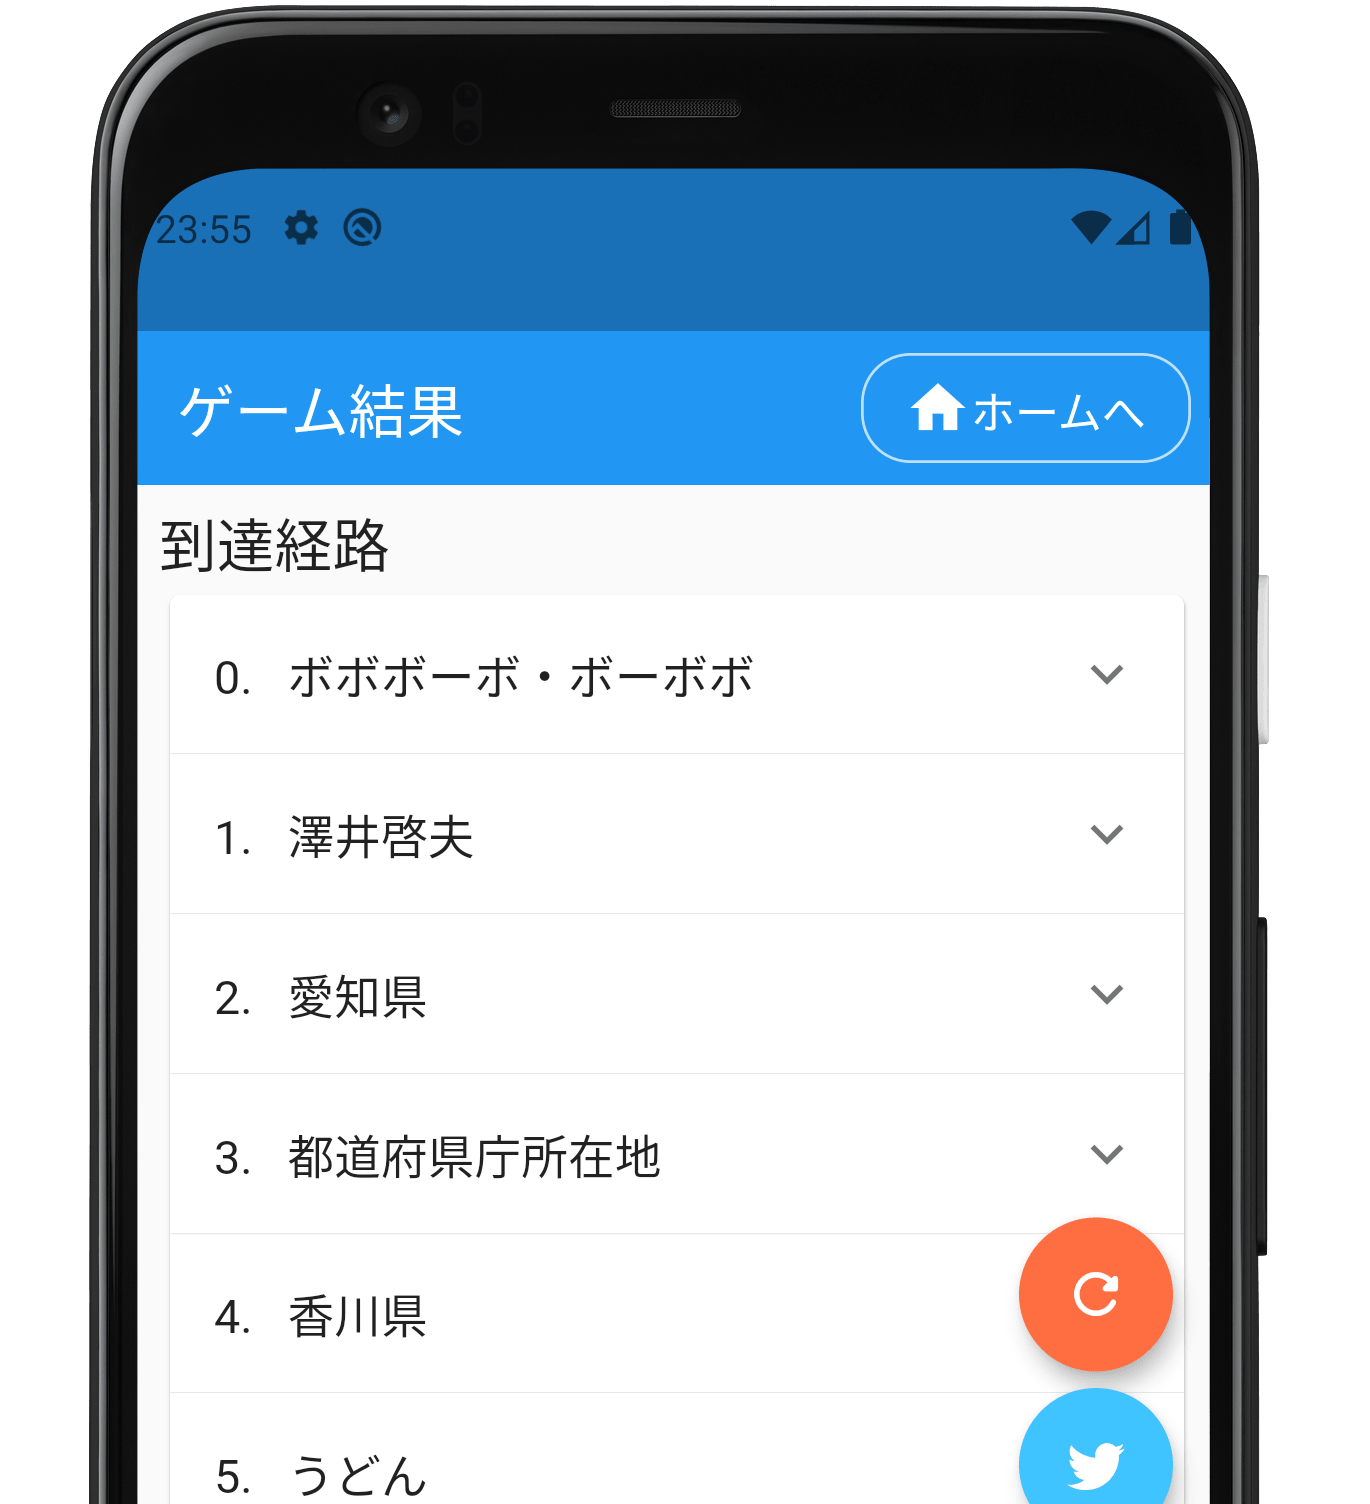 23:55
ゲーム結果
ホームへ
到達経路
0. ボボボーボ・ボーボボ
1. 澤井啓夫
2. 愛知県
3. 都道府県庁所在地
4. 香川県
5. うどん